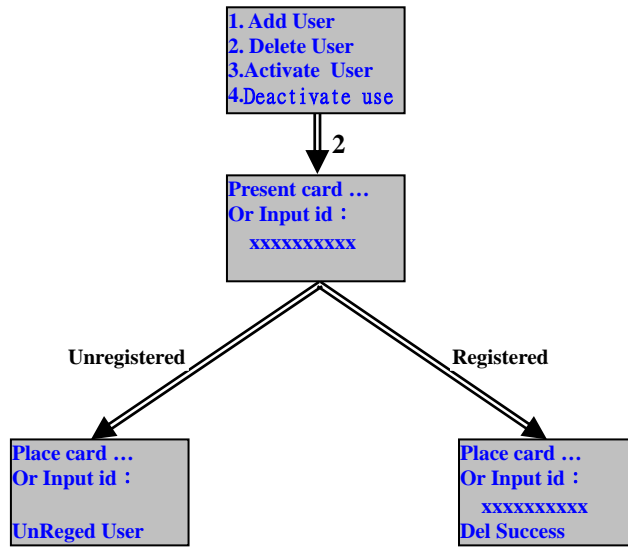 1. Add User
2. Delete User
3.Activate User
4.Deactivate use
2
Present card …
Or Input id：
xxxxxxxxxx
Unregistered
Registered
Place card …
Or Input id：
UnReged User
Place card …
Or Input id：
xxxxxxxxxx
Del Success